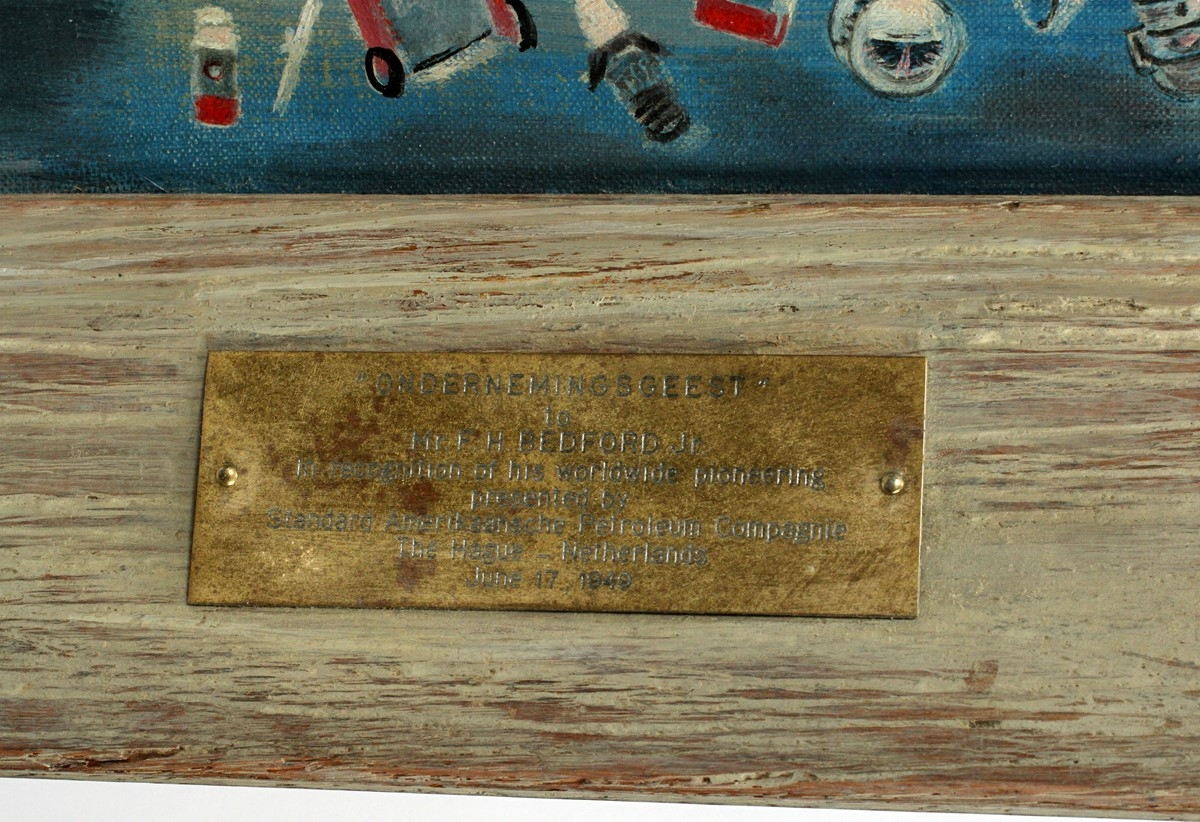 "ONDERNEMINGSGEEST"
to
Mr. F. H. BEDFORD Jr.
in recognition of his worldwide pioneering
presented by
Standard Amerikaansche Petroleum Compagnie
The Hague - Netherlands
June 17, 1949